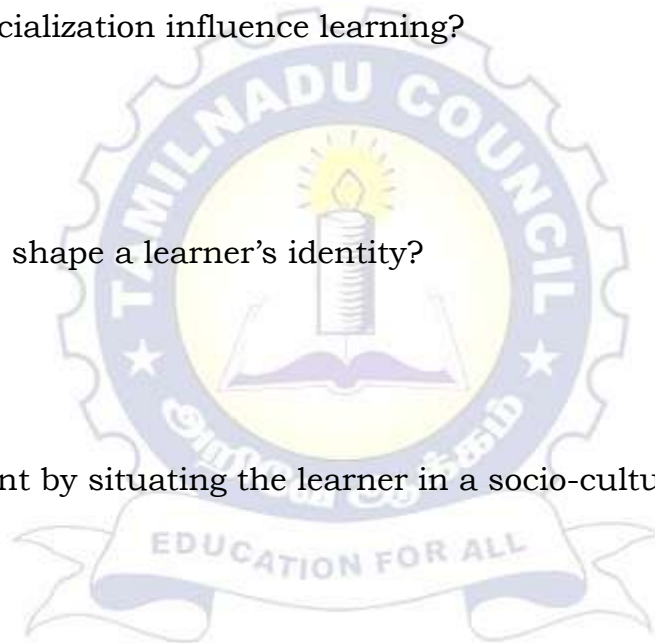 cialization influence learning?
TAMILNADU COUNCIL
shape a learner’s identity?
nt by situating the learner in a socio-cultu
EDUCATION FOR ALL